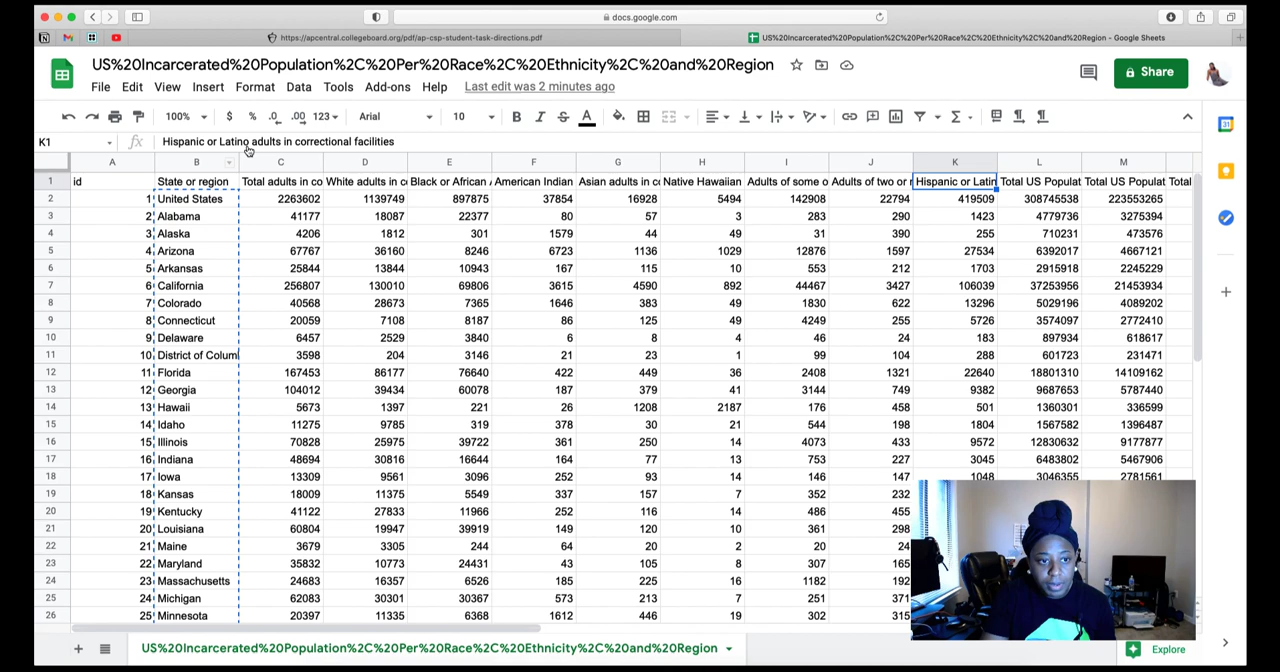 docs.google.com
https://apcentral.collegeboard.org/pdf/ap-csp-student-task-directions.pdf
US%20Incarcerated%20Population%2C%20Per%20Race%2C%20Ethnicity%2C%20and%20Region - Google Sheets
US%20Incarcerated%20Population%2C%20Per%20Race%2C%20Ethnicity%2C%20and%20Region
Share
File Edit View Insert Format Data Tools Add-ons Help Last edit was 2 minutes ago
100% $ % .0 .00 123 Arial 10 B I S A
K1 fx Hispanic or Latino adults in correctional facilities
A B C D E F G H I J K L M
1 id State or region Total adults in co White adults in c Black or African American Indian Asian adults in c Native Hawaiian Adults of some o Adults of two or Hispanic or Latin Total US Populat Total US Populat Total
2 1 United States 2263602 1139749 897875 37854 16928 5494 142908 22794 419509 308745538 223553265
3 2 Alabama 41177 18087 22377 80 57 3 283 290 1423 4779736 3275394
4 3 Alaska 4206 1812 301 1579 44 49 31 390 255 710231 473576
5 4 Arizona 67767 36160 8246 6723 1136 1029 12876 1597 27534 6392017 4667121
6 5 Arkansas 25844 13844 10943 167 115 10 553 212 1703 2915918 2245229
7 6 California 256807 130010 69806 3615 4590 892 44467 3427 106039 37253956 21453934
8 7 Colorado 40568 28673 7365 1646 383 49 1830 622 13296 5029196 4089202
9 8 Connecticut 20059 7108 8187 86 125 49 4249 255 5726 3574097 2772410
10 9 Delaware 6457 2529 3840 6 8 4 46 24 183 897934 618617
11 10 District of Colum 3598 204 3146 21 23 1 99 104 288 601723 231471
12 11 Florida 167453 86177 76640 422 449 36 2408 1321 22640 18801310 14109162
13 12 Georgia 104012 39434 60078 187 379 41 3144 749 9382 9687653 5787440
14 13 Hawaii 5673 1397 221 26 1208 2187 176 458 501 1360301 336599
15 14 Idaho 11275 9785 319 378 30 21 544 198 1804 1567582 1396487
16 15 Illinois 70828 25975 39722 361 250 14 4073 433 9572 12830632 9177877
17 16 Indiana 48694 30816 16644 164 77 13 753 227 3045 6483802 5467906
18 17 Iowa 13309 9561 3096 252 93 14 146 147 1048 3046355 2781561
19 18 Kansas 18009 11375 5549 337 157 7 352 232
20 19 Kentucky 41122 27833 11966 252 116 14 486 455
21 20 Louisiana 60804 19947 39919 149 120 10 361 298
22 21 Maine 3679 3305 244 64 20 2 20 24
23 22 Maryland 35832 10773 24431 43 105 8 307 165
24 23 Massachusetts 24683 16357 6526 185 225 16 1182 192
25 24 Michigan 62083 30301 30367 573 213 7 251 371
26 25 Minnesota 20397 11335 6368 1612 446 19 302 315
US%20Incarcerated%20Population%2C%20Per%20Race%2C%20Ethnicity%2C%20and%20Region
Explore